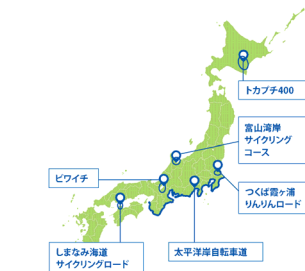 トカプチ400
富山湾岸
サイクリング
コース
ビワイチ
つくば霞ヶ浦
りんりんロード
しまなみ海道
サイクリングロード
太平洋岸自転車道